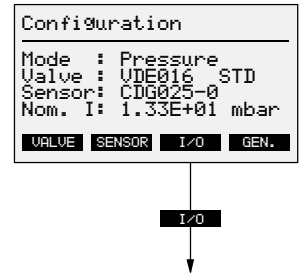 Configuration
Mode : Pressure
Valve : VDE016 STD
Sensor: CDG025-0
Nom. I: 1.33E+01 mbar
VALVE SENSOR I/O GEN.
I/O